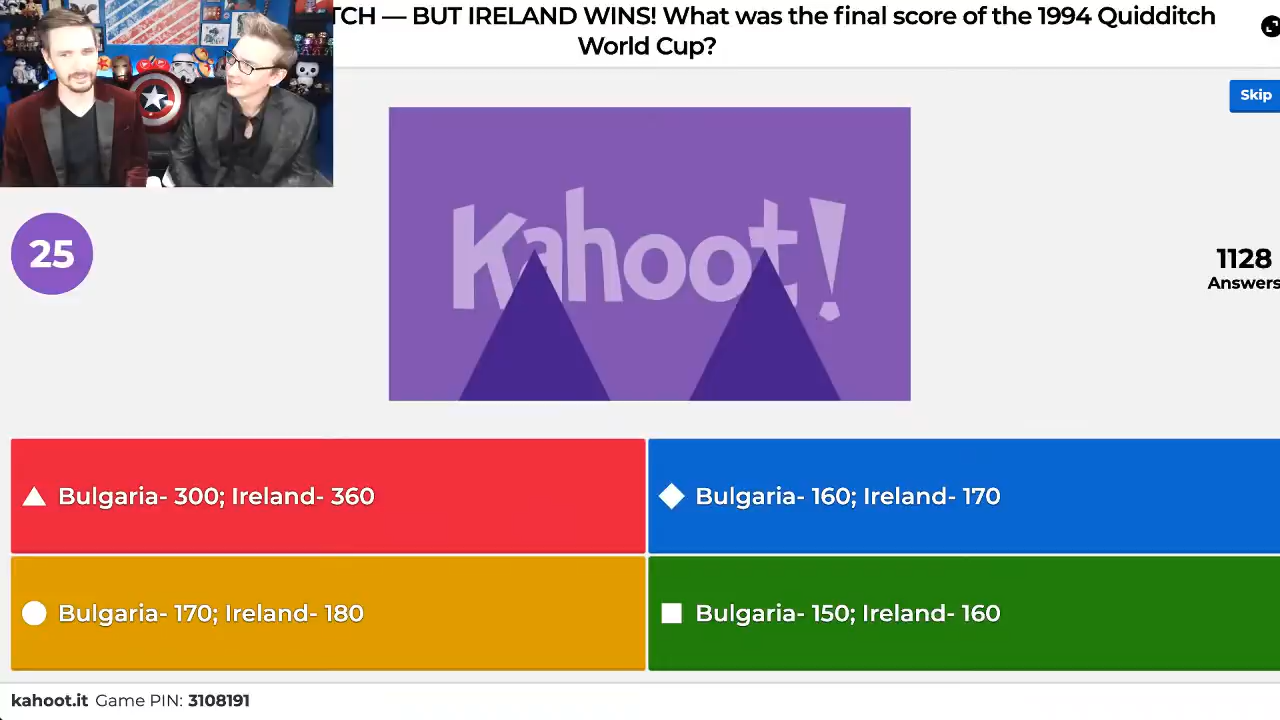 TCH — BUT IRELAND WINS! What was the final score of the 1994 Quidditch
World Cup?
Skip
Kahoot!
25
1128
Answers
Bulgaria- 300; Ireland- 360
Bulgaria- 160; Ireland- 170
Bulgaria- 170; Ireland- 180
Bulgaria- 150; Ireland- 160
kahoot.it Game PIN: 3108191